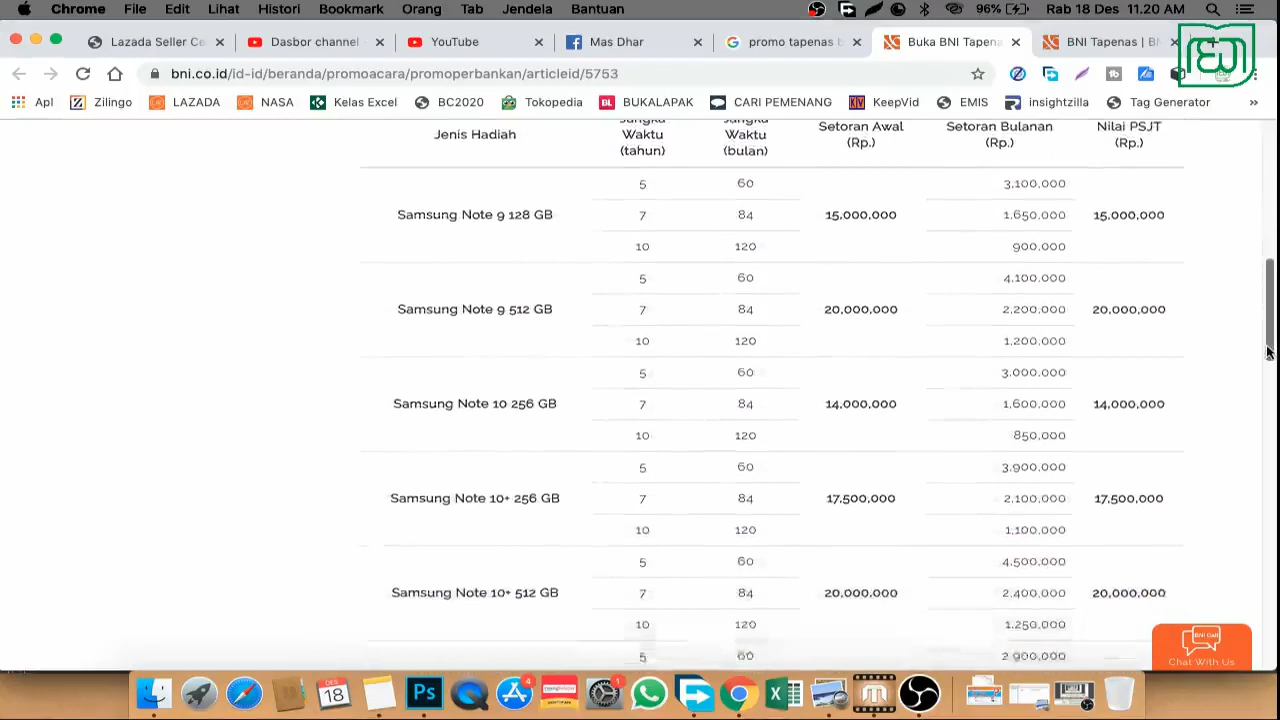 Chrome File Edit Lihat Histori Bookmark Orang Tab Jendela Bantuan 96% Rab 18 Des 11.20 AM
Lazada Seller Ce Dasbor channel - YouTube Mas Dhar promo tapenas b Buka BNI Tapena BNI Tapenas | BN
bni.co.id/id-id/beranda/promoacara/promoperbankan/articleid/5753
Apl Zilingo LAZADA NASA Kelas Excel BC2020 Tokopedia BUKALAPAK CARI PEMENANG KeepVid EMIS insightzilla Tag Generator »
Jenis Hadiah
Jangka Waktu (tahun)
Jangka Waktu (bulan)
Setoran Awal (Rp.)
Setoran Bulanan (Rp.)
Nilai PSJT (Rp.)
5 60 3,100,000
Samsung Note 9 128 GB 7 84 15,000,000 1,650,000 15,000,000
10 120 900,000
5 60 4,100,000
Samsung Note 9 512 GB 7 84 20,000,000 2,200,000 20,000,000
10 120 1,200,000
5 60 3,000,000
Samsung Note 10 256 GB 7 84 14,000,000 1,600,000 14,000,000
10 120 850,000
5 60 3,900,000
Samsung Note 10+ 256 GB 7 84 17,500,000 2,100,000 17,500,000
10 120 1,100,000
5 60 4,500,000
Samsung Note 10+ 512 GB 7 84 20,000,000 2,400,000 20,000,000
10 120 1,250,000
5 60 2,900,000
BNI Call
Chat With Us
18
Ps
4
1